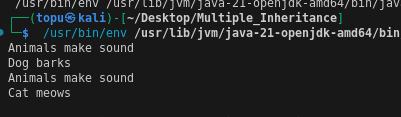 /usr/bin/env /usr/lib/jvm/java-21-openjdk-amd64/bin/jav
(topu㉿kali)-[~/Desktop/Multiple_Inheritance]
$ /usr/bin/env /usr/lib/jvm/java-21-openjdk-amd64/bin
Animals make sound
Dog barks
Animals make sound
Cat meows